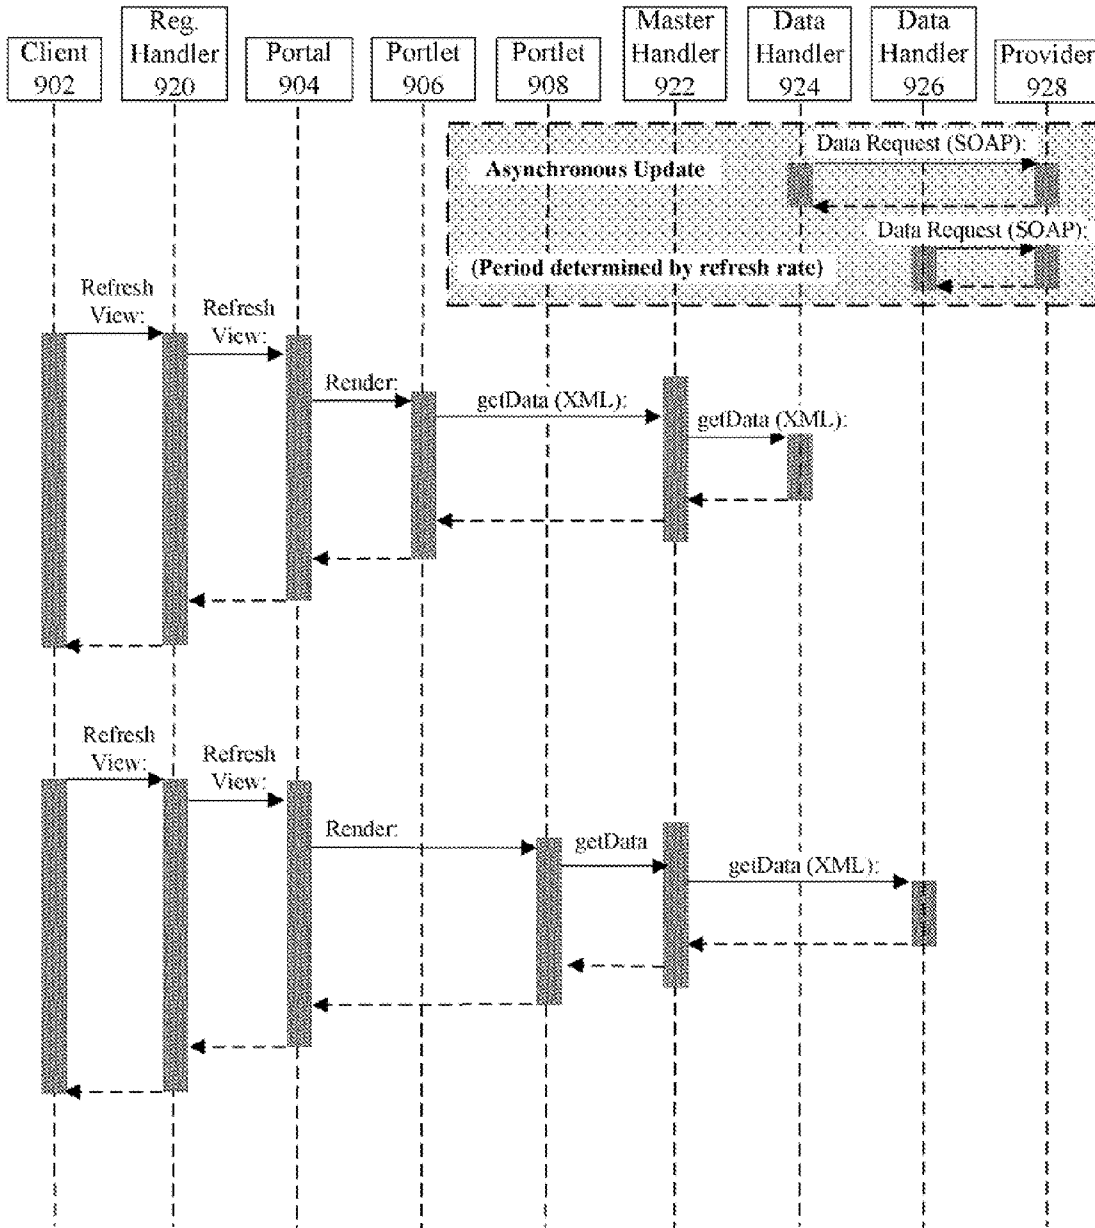 Client
902
Reg.
Handler
920
Portal
904
Portlet
906
Portlet
908
Master
Handler
922
Data
Handler
924
Data
Handler
926
Provider
928
Data Request (SOAP):
Asynchronous Update
Data Request (SOAP):
(Period determined by refresh rate)
Refresh
View:
Refresh
View:
Render:
getData (XML):
getData (XML):
Refresh
View:
Refresh
View:
Render:
getData
getData (XML):